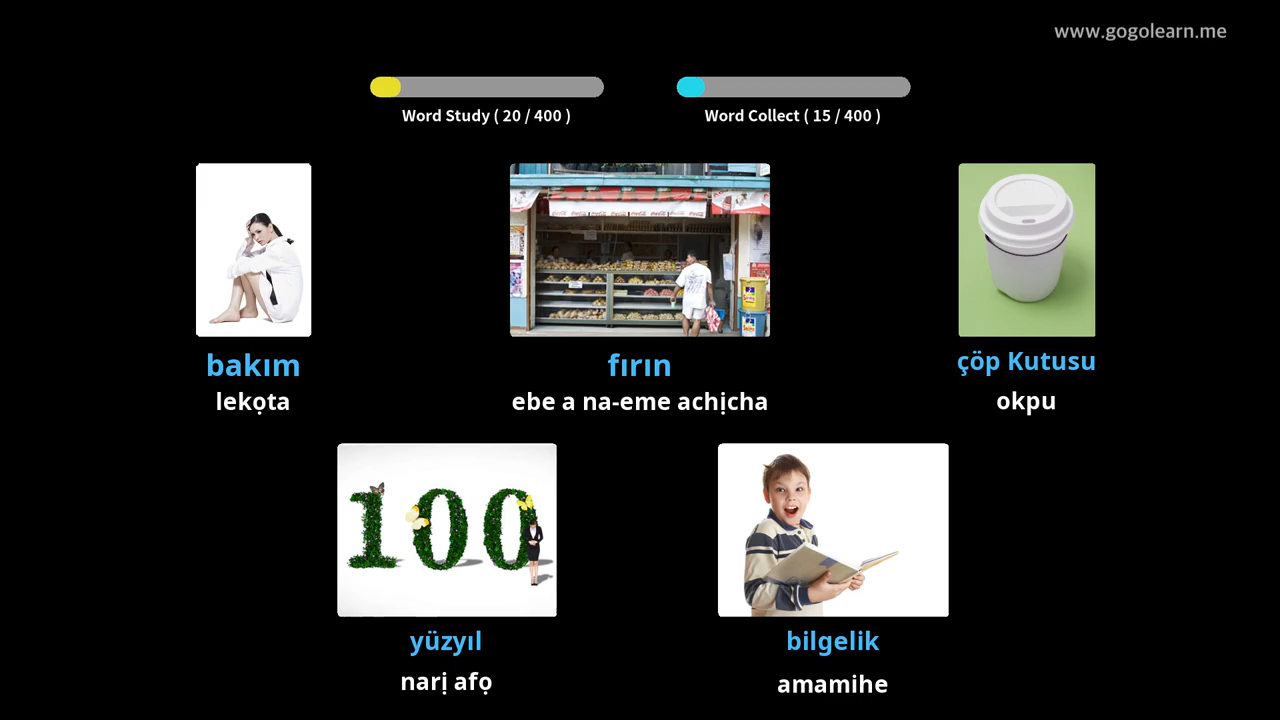 www.gogolearn.me
Word Study ( 20 / 400 )
Word Collect ( 15 / 400 )
bakım
lekọta
fırın
ebe a na-eme achịcha
çöp Kutusu
okpu
100
yüzyıl
narị afọ
bilgelik
amamihe